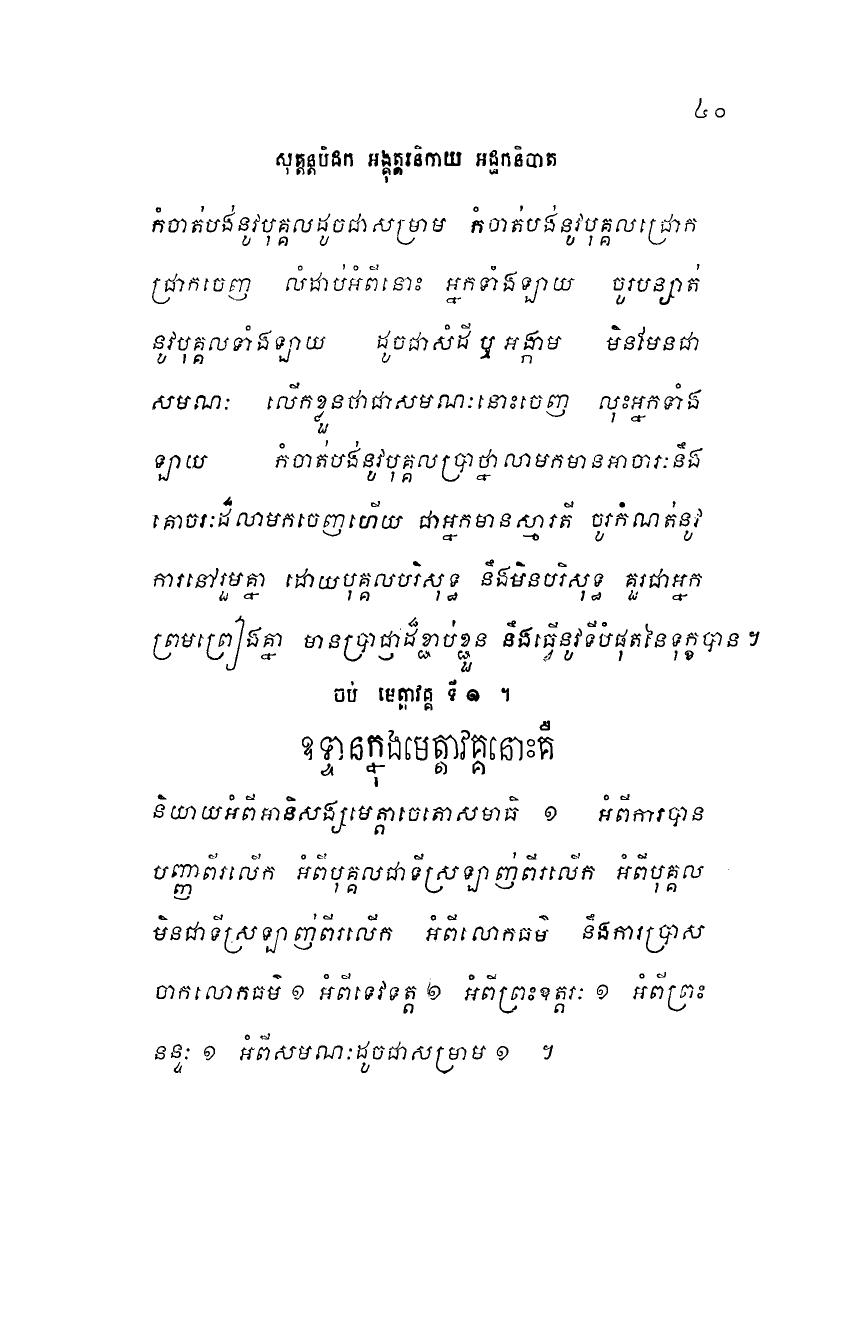 ៤០
សុត្តន្តបិដក អង្គុត្តរនិកាយ អដ្ឋកនិបាត
កំចាត់បង់នូវបុគ្គលដូចជាសម្រាម កំចាត់បង់នូវបុគ្គលជ្រោក
ជ្រាកចេញ លំដាប់អំពីនោះ អ្នកទាំងឡាយ ចូរបន្សាត់
នូវបុគ្គលទាំងឡាយ ដូចជាសំដី ឬ អង្កាម មិនមែនជា
សមណៈ លើកខ្លួនថាជាសមណៈនោះចេញ លុះអ្នកទាំង
ឡាយ កំចាត់បង់នូវបុគ្គលប្រាថ្នាលាមកមានអាចារៈនឹង
គោចរៈដ៏លាមកចេញហើយ ជាអ្នកមានស្មារតី ចូរកំណត់នូវ
ការនៅរួមគ្នា ដោយបុគ្គលបរិសុទ្ធ នឹងមិនបរិសុទ្ធ គួរជាអ្នក
ព្រមព្រៀងគ្នា មានប្រាជ្ញាដ៏ខ្ជាប់ខ្ជួន នឹងធ្វើនូវទីបំផុតនៃទុក្ខបាន ។
ចប់ មេត្តាវគ្គ ទី ១ ។
ឧទ្ទានក្នុងមេត្តាវគ្គនោះគឺ
និយាយអំពីអានិសង្សមេត្តាចេតោសមាធិ ១ អំពីការបាន
បញ្ញាពីរលើក អំពីបុគ្គលជាទីស្រឡាញ់ពីរលើក អំពីបុគ្គល
មិនជាទីស្រឡាញ់ពីរលើក អំពីលោកធម៌ នឹងការប្រាស
ចាកលោកធម៌ ១ អំពីទេវទត្ត ១ អំពីព្រះឧត្តរៈ ១ អំពីព្រះ
នន្ទៈ ១ អំពីសមណៈដូចជាសម្រាម ១ ។